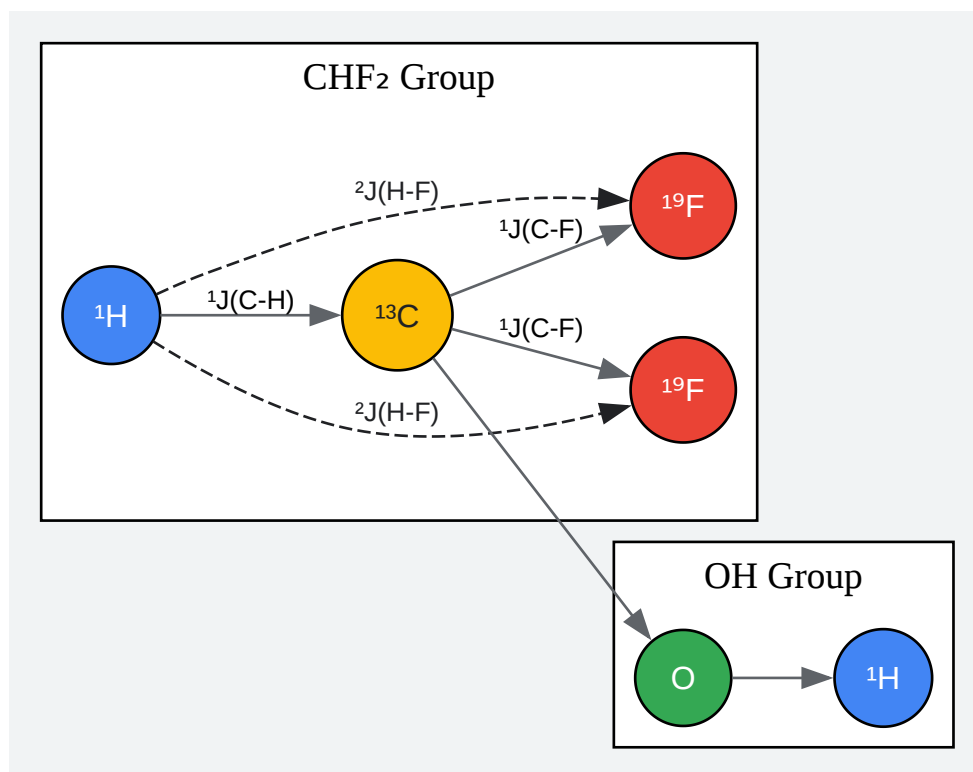 CHF₂ Group
²J(H-F)
¹⁹F
¹J(C-F)
¹H
¹J(C-H)
¹³C
¹J(C-F)
¹⁹F
²J(H-F)
OH Group
O
¹H